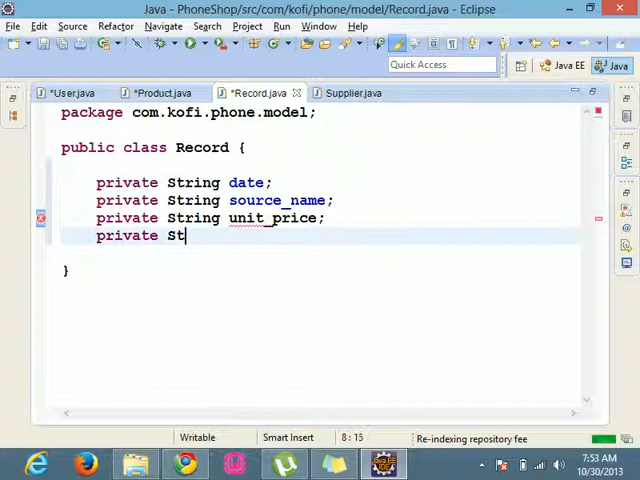 Java - PhoneShop/src/com/kofi/phone/model/Record.java - Eclipse
File Edit Source Refactor Navigate Search Project Run Window Help
Quick Access
Java EE
Java
*User.java
*Product.java
*Record.java
Supplier.java
package com.kofi.phone.model;
public class Record {
private String date;
private String source_name;
private String unit_price;
private St
}
Writable
Smart Insert
8 : 15
Re-indexing repository fee
7:53 AM
10/30/2013